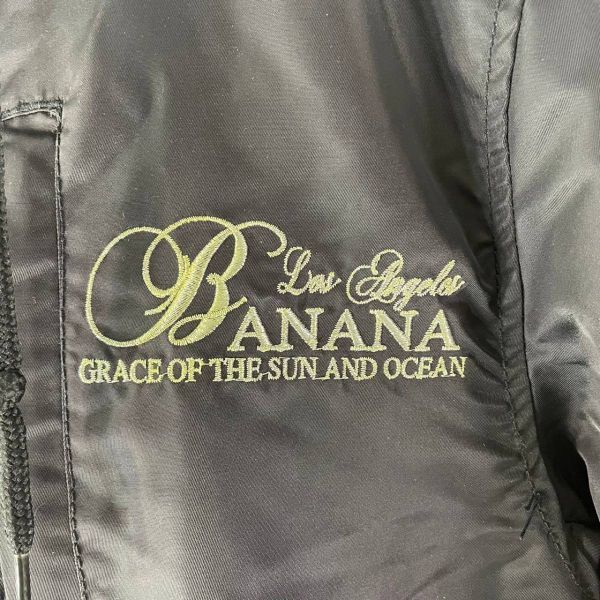 Los Angeles
BANANA
GRACE OF THE SUN AND OCEAN